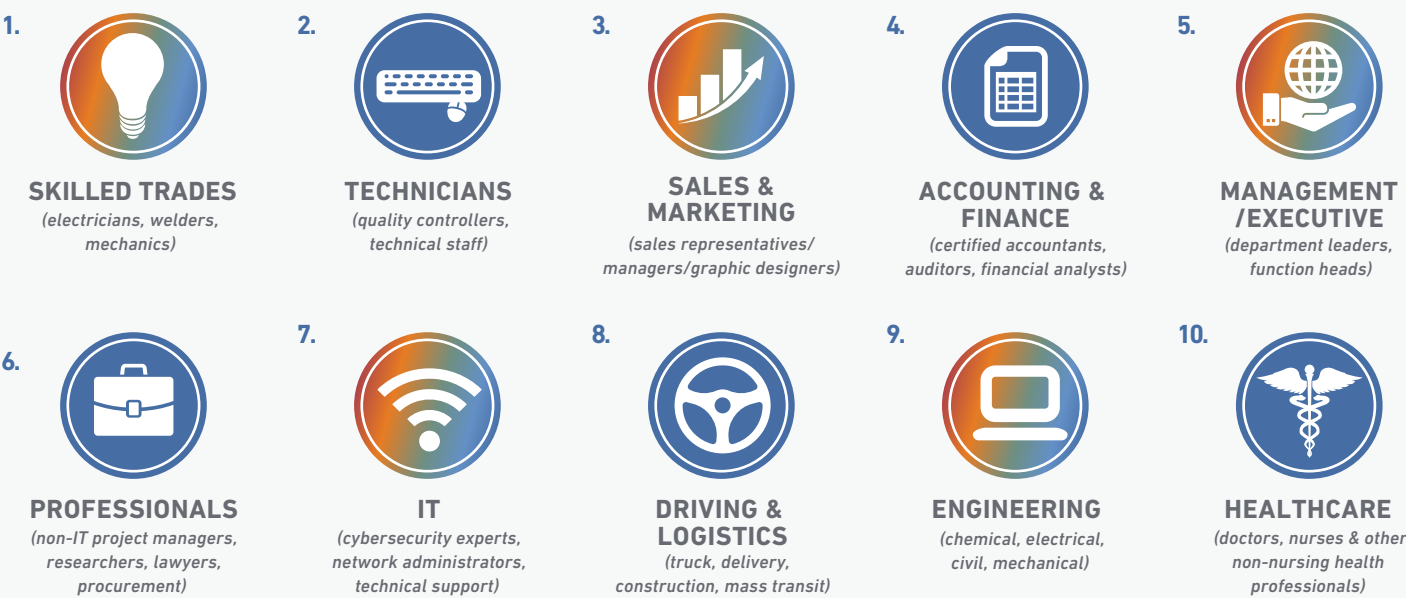 1.
SKILLED TRADES
(electricians, welders,
mechanics)
2.
TECHNICIANS
(quality controllers,
technical staff)
3.
SALES &
MARKETING
(sales representatives/
managers/graphic designers)
4.
ACCOUNTING &
FINANCE
(certified accountants,
auditors, financial analysts)
5.
MANAGEMENT
/EXECUTIVE
(department leaders,
function heads)
6.
PROFESSIONALS
(non-IT project managers,
researchers, lawyers,
procurement)
7.
IT
(cybersecurity experts,
network administrators,
technical support)
8.
DRIVING &
LOGISTICS
(truck, delivery,
construction, mass transit)
9.
ENGINEERING
(chemical, electrical,
civil, mechanical)
10.
HEALTHCARE
(doctors, nurses & other
non-nursing health
professionals)